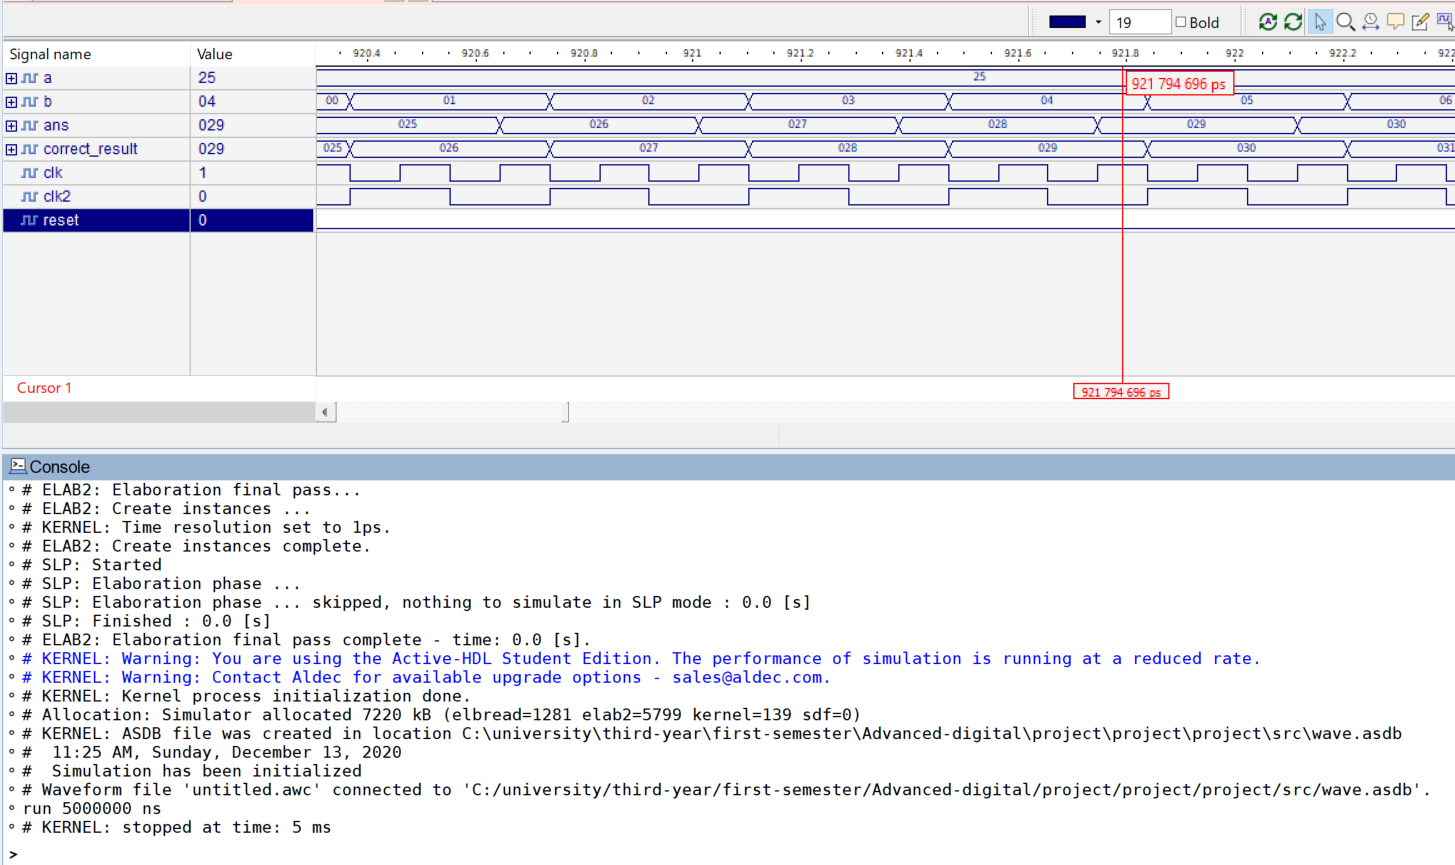 19 Bold
Signal name Value 920.4 920.6 920.8 921 921.2 921.4 921.6 921.8 922 922.2 922
a 25 25 921 794 696 ps
b 04 00 01 02 03 04 05 06
ans 029 025 026 027 028 029 030
correct_result 029 025 026 027 028 029 030 031
clk 1
clk2 0
reset 0
Cursor 1 921 794 696 ps
Console
# ELAB2: Elaboration final pass...
# ELAB2: Create instances ...
# KERNEL: Time resolution set to 1ps.
# ELAB2: Create instances complete.
# SLP: Started
# SLP: Elaboration phase ...
# SLP: Elaboration phase ... skipped, nothing to simulate in SLP mode : 0.0 [s]
# SLP: Finished : 0.0 [s]
# ELAB2: Elaboration final pass complete - time: 0.0 [s].
# KERNEL: Warning: You are using the Active-HDL Student Edition. The performance of simulation is running at a reduced rate.
# KERNEL: Warning: Contact Aldec for available upgrade options - sales@aldec.com.
# KERNEL: Kernel process initialization done.
# Allocation: Simulator allocated 7220 kB (elbread=1281 elab2=5799 kernel=139 sdf=0)
# KERNEL: ASDB file was created in location C:\university\third-year\first-semester\Advanced-digital\project\project\project\src\wave.asdb
# 11:25 AM, Sunday, December 13, 2020
# Simulation has been initialized
# Waveform file 'untitled.awc' connected to 'C:/university/third-year/first-semester/Advanced-digital/project/project/project/src/wave.asdb'.
run 5000000 ns
# KERNEL: stopped at time: 5 ms
>